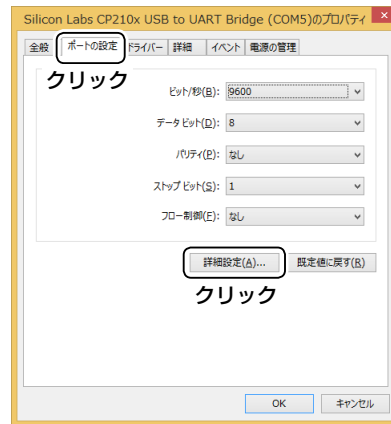 Silicon Labs CP210x USB to UART Bridge (COM5)のプロパティ
全般 ポートの設定 ドライバー 詳細 イベント 電源の管理
クリック
ビット/秒(B): 9600
データ ビット(D): 8
パリティ(P): なし
ストップ ビット(S): 1
フロー制御(F): なし
詳細設定(A)... 既定値に戻す(R)
クリック
OK キャンセル